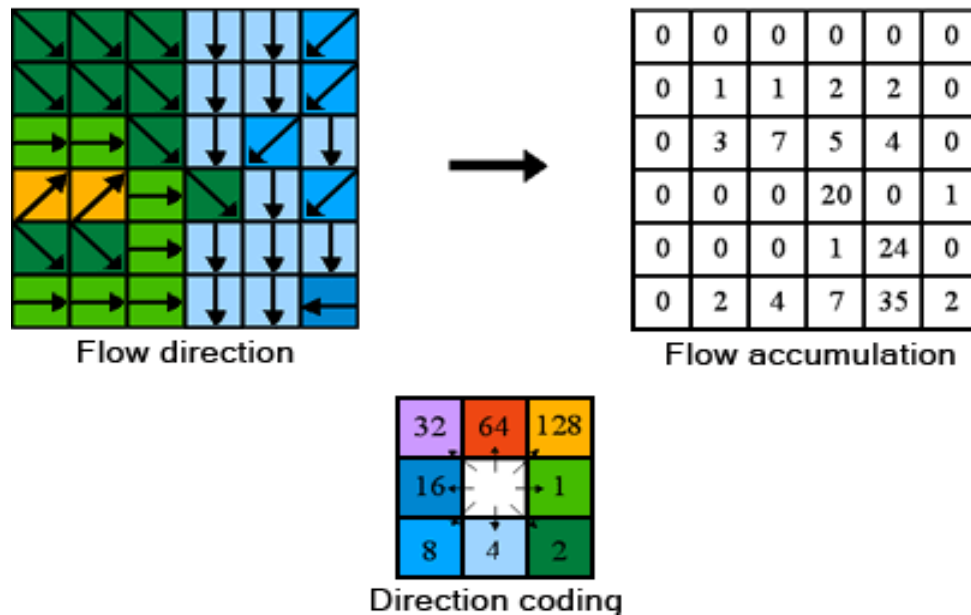 0 0 0 0 0 0
0 1 1 2 2 0
0 3 7 5 4 0
0 0 0 20 0 1
0 0 0 1 24 0
0 2 4 7 35 2
Flow direction
Flow accumulation
32 64 128
16 1
8 4 2
Direction coding